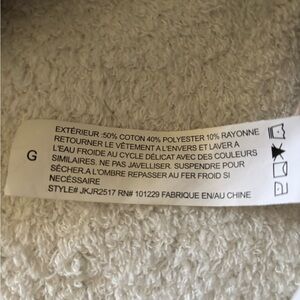 EXTÉRIEUR :50% COTON 40% POLYESTER 10% RAYONNE
RETOURNER LE VÊTEMENT A L'ENVERS ET LAVER A
L'EAU FROIDE AU CYCLE DÉLICAT AVEC DES COULEURS
G
SIMILAIRES. NE PAS JAVELLISER. SUSPENDRE POUR
SÉCHER.A L'OMBRE REPASSER AU FER FROID SI
NECÉSSAIRE
STYLE# JKJR2517 RN# 101229 FABRIQUE EN/AU CHINE